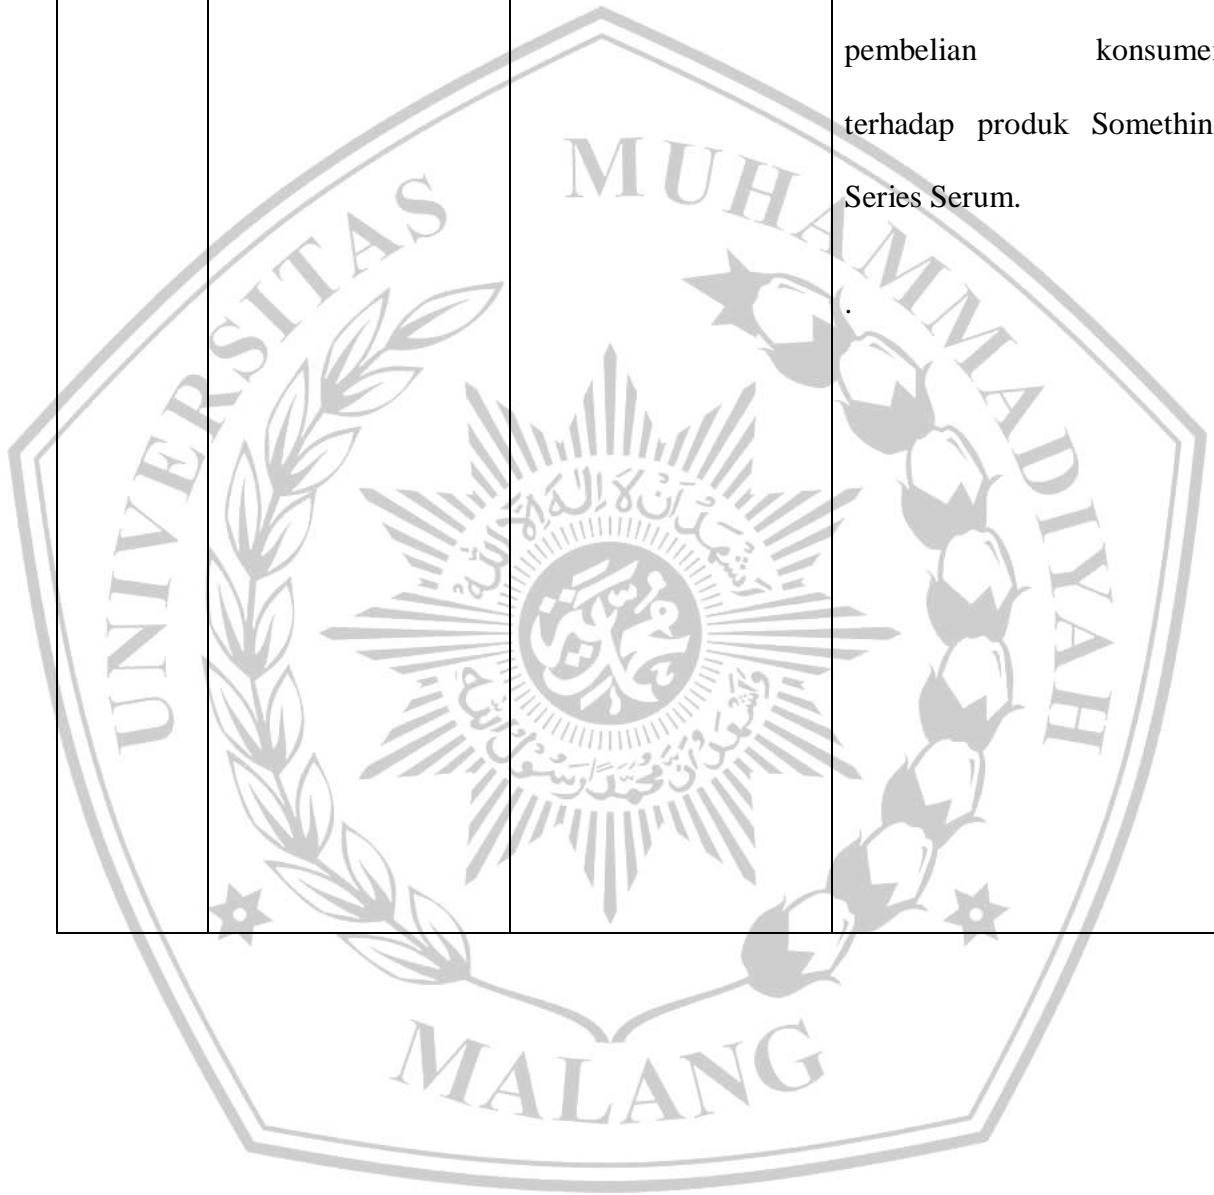 pembelian konsume
terhadap produk Somethin
Series Serum.
.
UNIVERSITAS MUHAMMADIYAH
MALANG